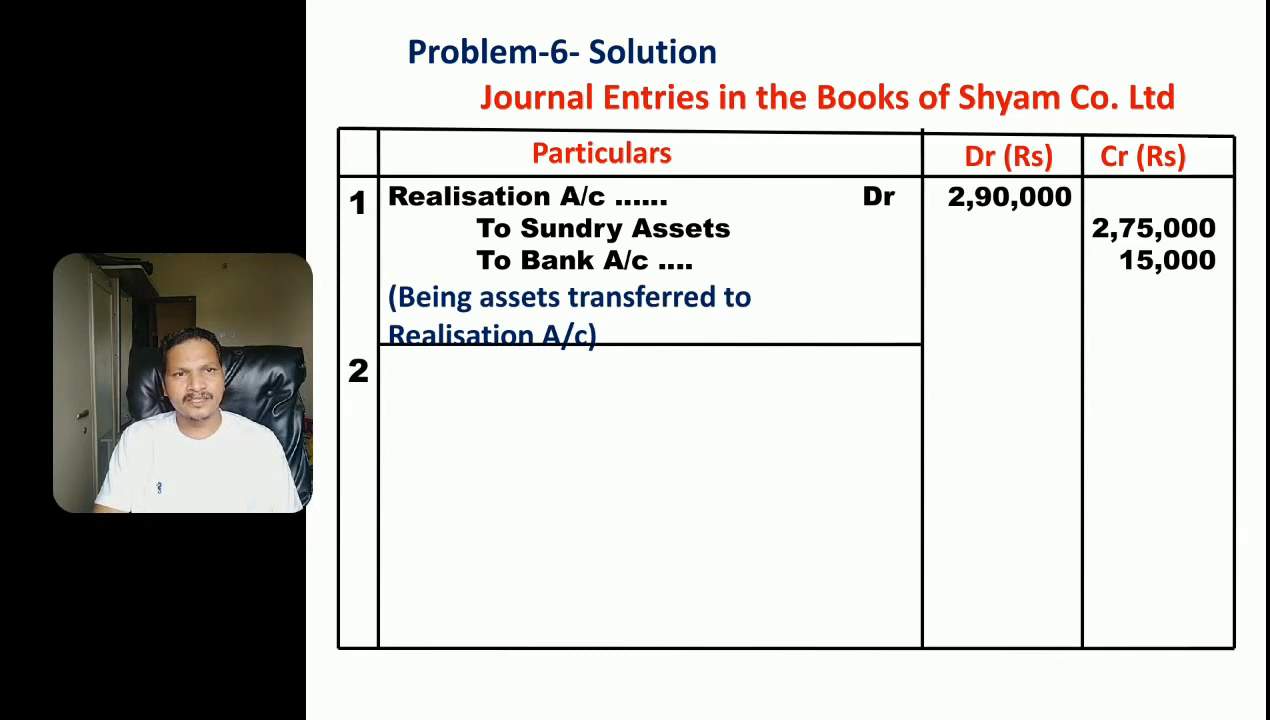 Problem-6- Solution
Journal Entries in the Books of Shyam Co. Ltd
Particulars Dr (Rs) Cr (Rs)
1 Realisation A/c ...... Dr 2,90,000
To Sundry Assets 2,75,000
To Bank A/c .... 15,000
(Being assets transferred to
Realisation A/c)
2